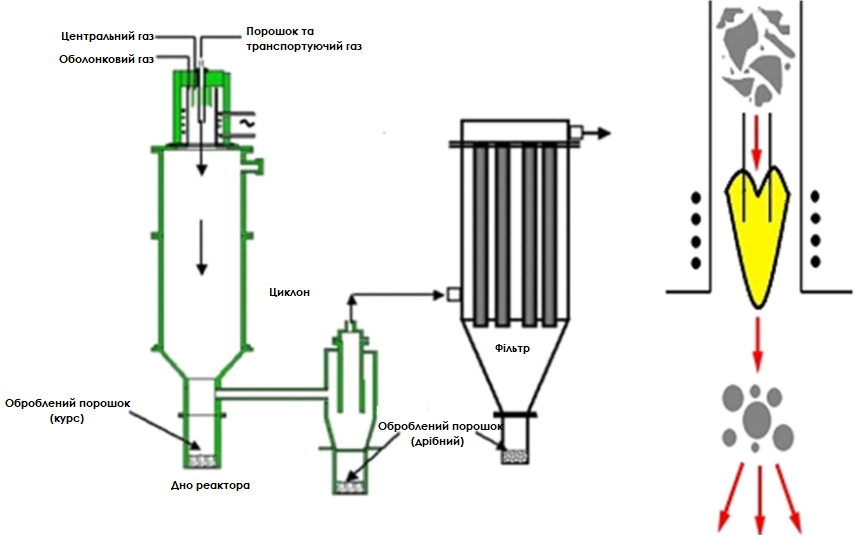 Центральний газ
Оболонковий газ
Порошок та
транспортуючий газ
Циклон
Фільтр
Оброблений порошок
(курс)
Оброблений порошок
(дрібний)
Дно реактора